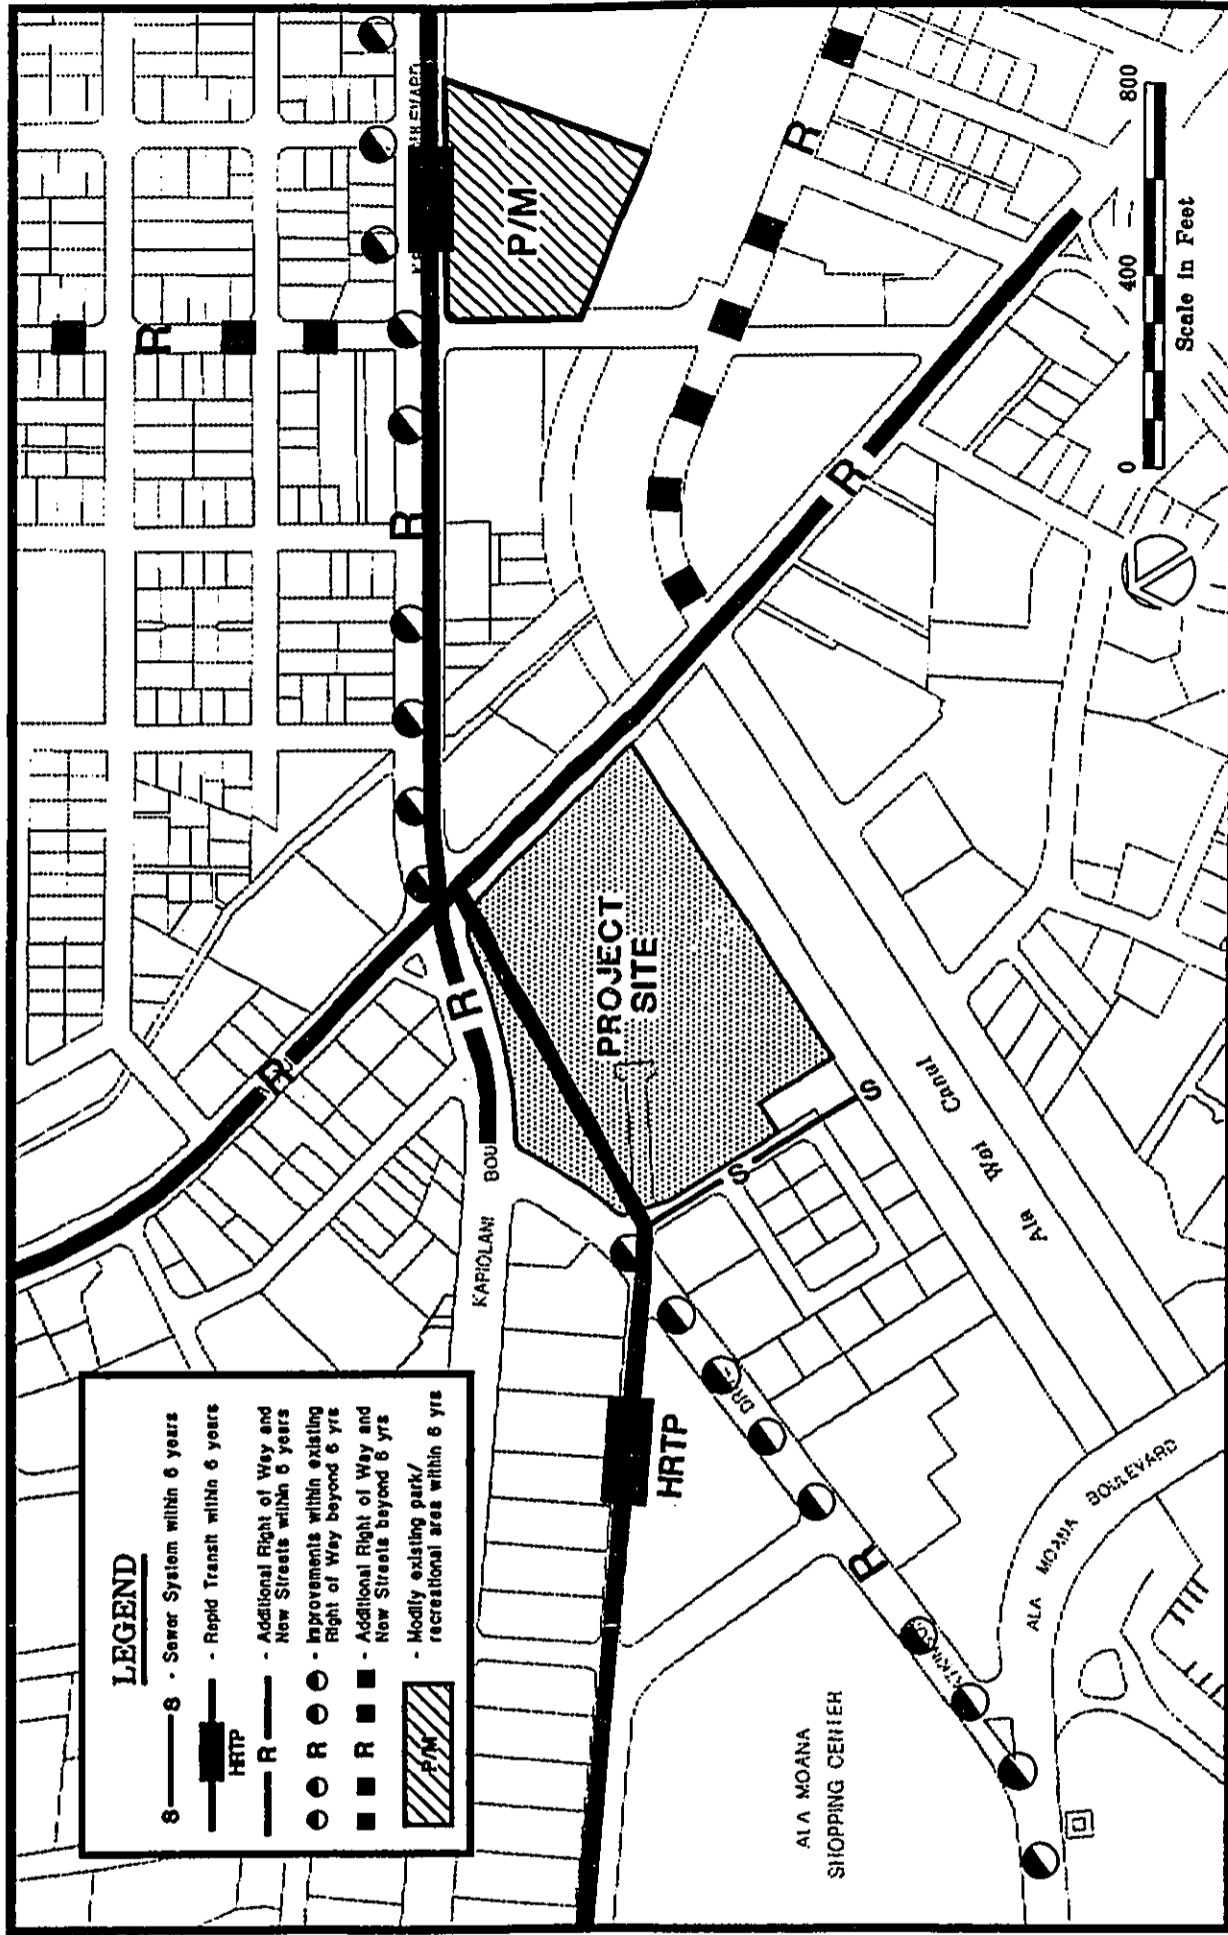 LEGEND
S S - Sewer System within 6 years
HRTP - Rapid Transit within 6 years
R - Additional Right of Way and
New Streets within 6 years
R - Improvements within existing
Right of Way beyond 6 yrs
R - Additional Right of Way and
New Streets beyond 6 yrs
P/M - Modify existing park/
recreational area within 6 yrs
R
R
R
R
R
R
R
R
P/M
PROJECT
SITE
S
S
HRTP
KAPIOLANI
BOU
DRIVE
ATKINSON
Ala Wai Canal
ALA MOANA BOULEVARD
ALA MOANA
SHOPPING CENTER
0 400 800
Scale in Feet